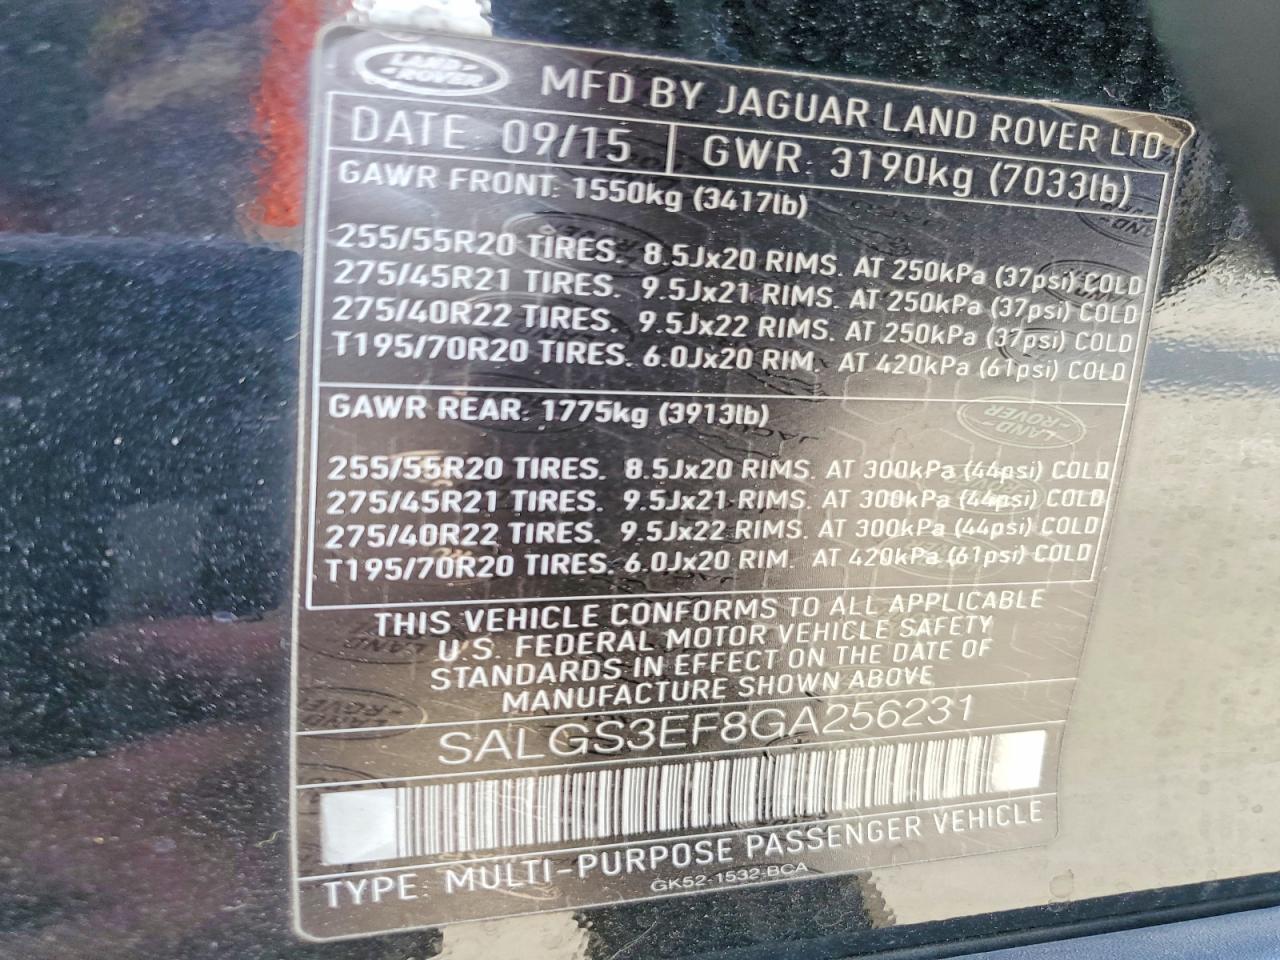 LAND-ROVER MFD BY JAGUAR LAND ROVER LTD
DATE 09/15 | GWR: 3190kg (7033lb)
GAWR FRONT: 1550kg (3417lb)
255/55R20 TIRES. 8.5Jx20 RIMS. AT 250kPa (37psi) COLD
275/45R21 TIRES. 9.5Jx21 RIMS. AT 250kPa (37psi) COLD
275/40R22 TIRES. 9.5Jx22 RIMS. AT 250kPa (37psi) COLD
T195/70R20 TIRES. 6.0Jx20 RIM. AT 420kPa (61psi) COLD
GAWR REAR: 1775kg (3913lb)
255/55R20 TIRES. 8.5Jx20 RIMS. AT 300kPa (44psi) COLD
275/45R21 TIRES. 9.5Jx21 RIMS. AT 300kPa (44psi) COLD
275/40R22 TIRES. 9.5Jx22 RIMS. AT 300kPa (44psi) COLD
T195/70R20 TIRES. 6.0Jx20 RIM. AT 420kPa (61psi) COLD
THIS VEHICLE CONFORMS TO ALL APPLICABLE
U.S. FEDERAL MOTOR VEHICLE SAFETY
STANDARDS IN EFFECT ON THE DATE OF
MANUFACTURE SHOWN ABOVE
SALGS3EF8GA256231
TYPE MULTI-PURPOSE PASSENGER VEHICLE
GK52-1532-BCA